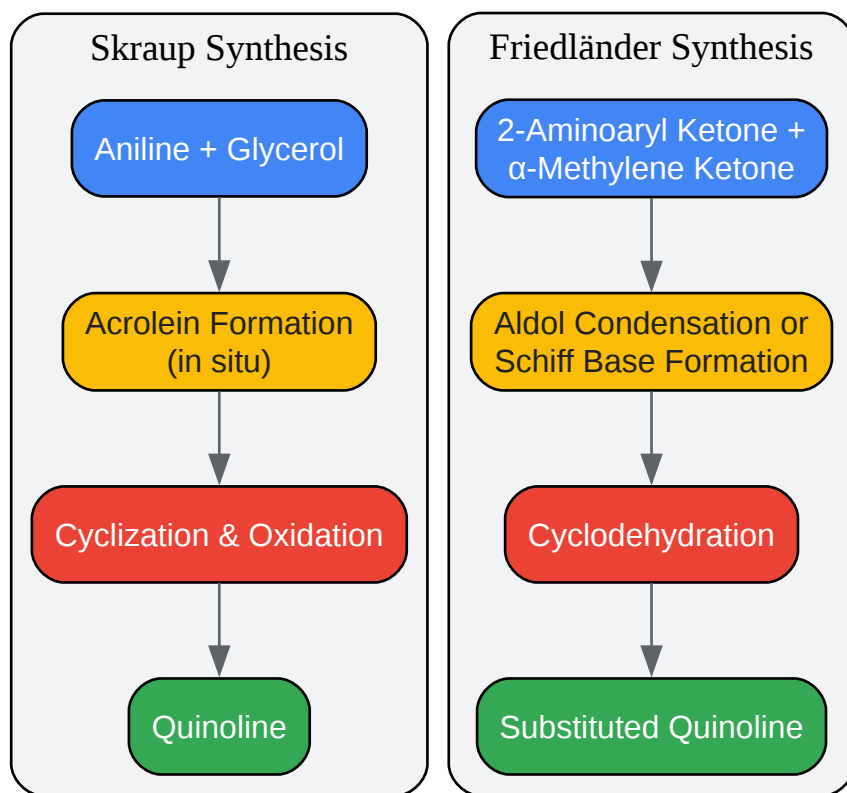 Skraup Synthesis
Aniline + Glycerol
Acrolein Formation
(in situ)
Cyclization & Oxidation
Quinoline
Friedländer Synthesis
2-Aminoaryl Ketone +
α-Methylene Ketone
Aldol Condensation or
Schiff Base Formation
Cyclodehydration
Substituted Quinoline